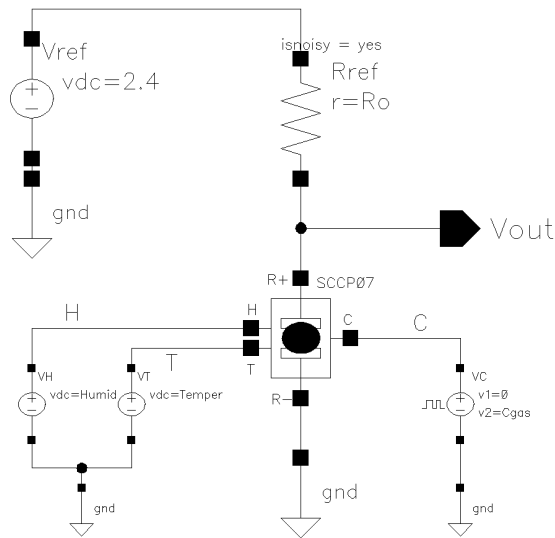 isnoisy = yes
Vref
vdc=2.4
Rref
r=Ro
gnd
Vout
R+
SCCP07
H
H
C
C
T
T
VH
vdc=Humid
VT
vdc=Temper
R-
VC
v1=0
v2=Cgas
gnd
gnd
gnd